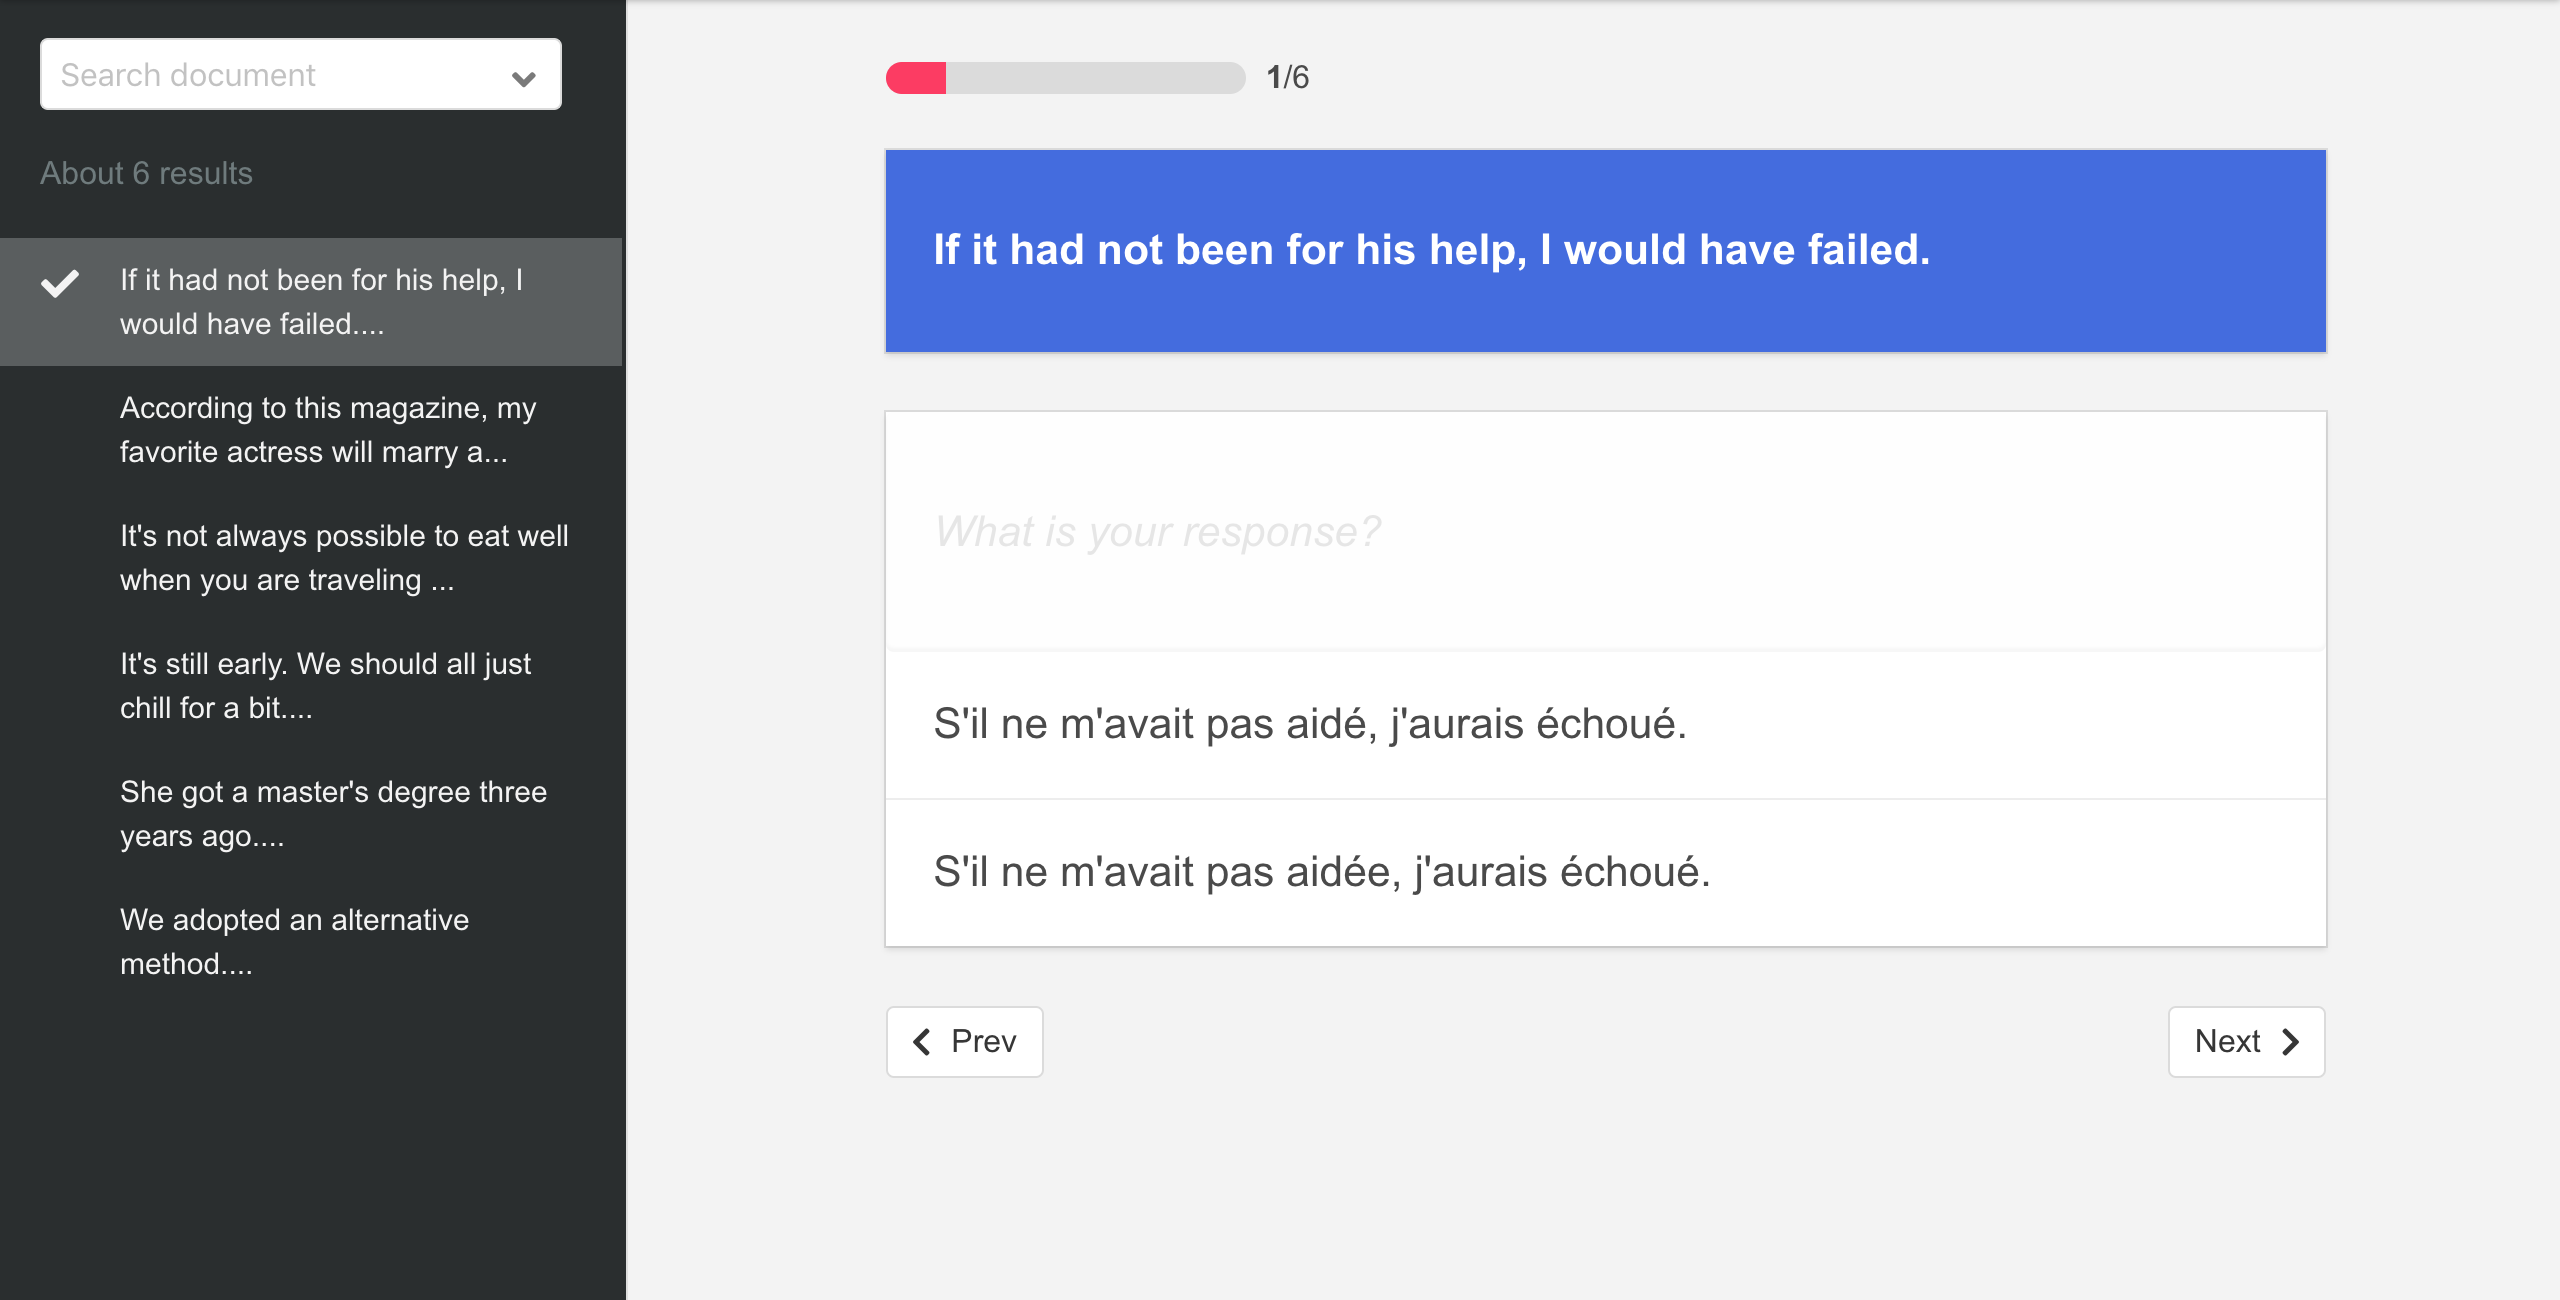 Search document
About 6 results
If it had not been for his help, I
would have failed....
According to this magazine, my
favorite actress will marry a...
It's not always possible to eat well
when you are traveling ...
It's still early. We should all just
chill for a bit....
She got a master's degree three
years ago....
We adopted an alternative
method....
1/6
If it had not been for his help, I would have failed.
What is your response?
S'il ne m'avait pas aidé, j'aurais échoué.
S'il ne m'avait pas aidée, j'aurais échoué.
Prev
Next